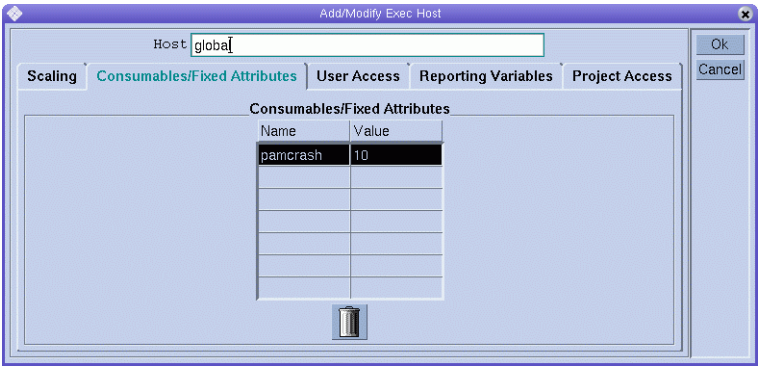 Add/Modify Exec Host
Host global
Ok
Cancel
Scaling Consumables/Fixed Attributes User Access Reporting Variables Project Access
Consumables/Fixed Attributes
Name Value
pamcrash 10